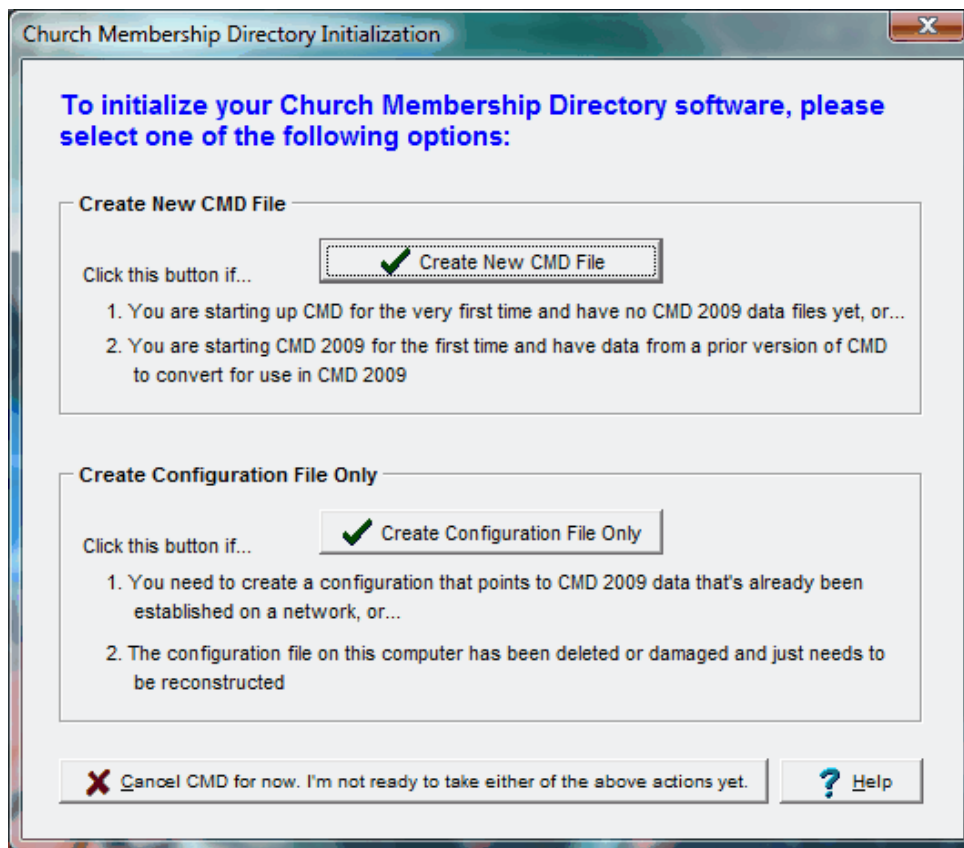 Church Membership Directory Initialization
To initialize your Church Membership Directory software, please
select one of the following options:
Create New CMD File
Click this button if...
Create New CMD File
1. You are starting up CMD for the very first time and have no CMD 2009 data files yet, or...
2. You are starting CMD 2009 for the first time and have data from a prior version of CMD
to convert for use in CMD 2009
Create Configuration File Only
Click this button if...
Create Configuration File Only
1. You need to create a configuration that points to CMD 2009 data that's already been
established on a network, or...
2. The configuration file on this computer has been deleted or damaged and just needs to
be reconstructed
Cancel CMD for now. I'm not ready to take either of the above actions yet.
Help